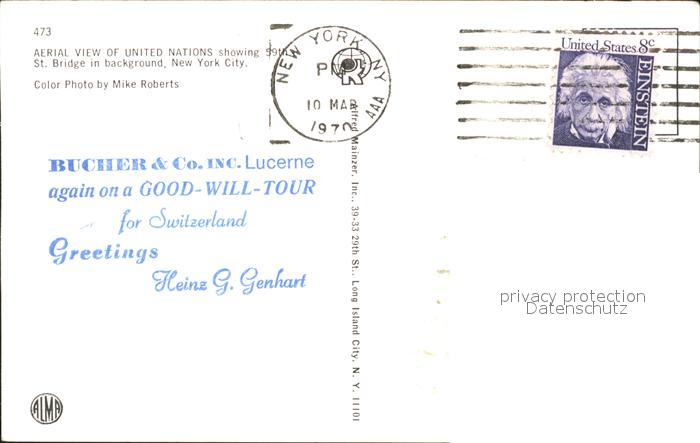 473
AERIAL VIEW OF UNITED NATIONS showing 59th
St. Bridge in background, New York City.
Color Photo by Mike Roberts
NEW YORK, NY
PM
10 MAR
1970
AAA
United States 8c
EINSTEIN
BUCHER & Co. INC. Lucerne
again on a GOOD-WILL-TOUR
for Switzerland
Greetings
Heinz G. Genhart
Alfred Mainzer, Inc., 39-33 29th St., Long Island City, N. Y. 11101
privacy protection
Datenschutz
ALMA